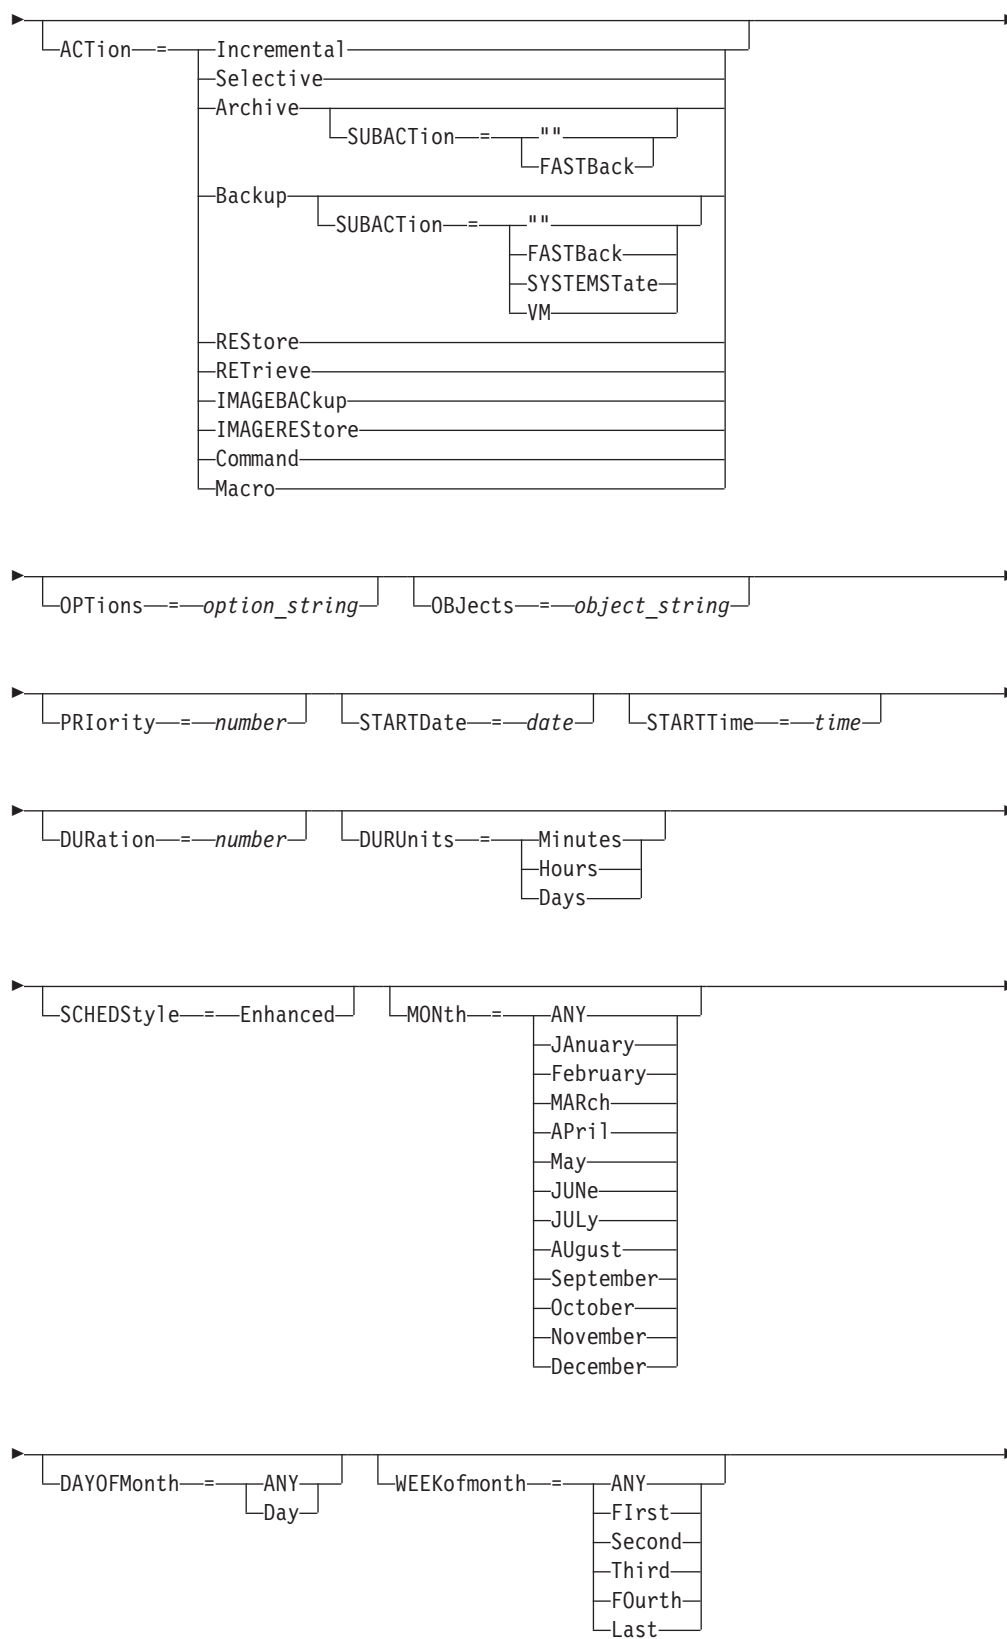 ACTion = Incremental
Selective
Archive
SUBACTion = ""
FASTBack
Backup
SUBACTion = ""
FASTBack
SYSTEMSTate
VM
REStore
RETrieve
IMAGEBACkup
IMAGEREStore
Command
Macro
OPTions = option_string OBJects = object_string
PRIority = number STARTDate = date STARTTime = time
DURation = number DURUnits = Minutes
Hours
Days
SCHEDStyle = Enhanced MONth = ANY
JAnuary
February
MARch
APril
May
JUNe
JULy
AUgust
September
October
November
December
DAYOFMonth = ANY WEEKofmonth = ANY
Day FIrst
Second
Third
FOurth
Last